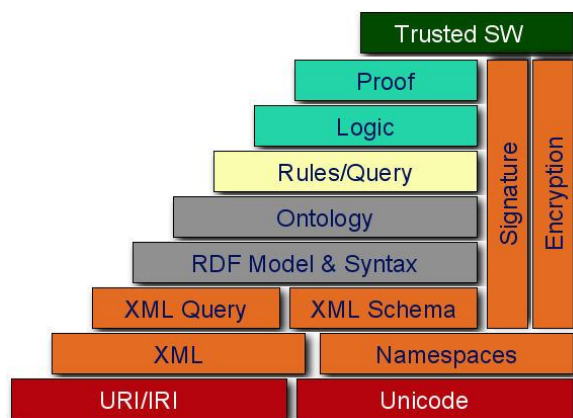 Trusted SW
Proof
Logic
Rules/Query
Ontology
RDF Model & Syntax
XML Query
XML Schema
Signature
Encryption
XML
Namespaces
URI/IRI
Unicode